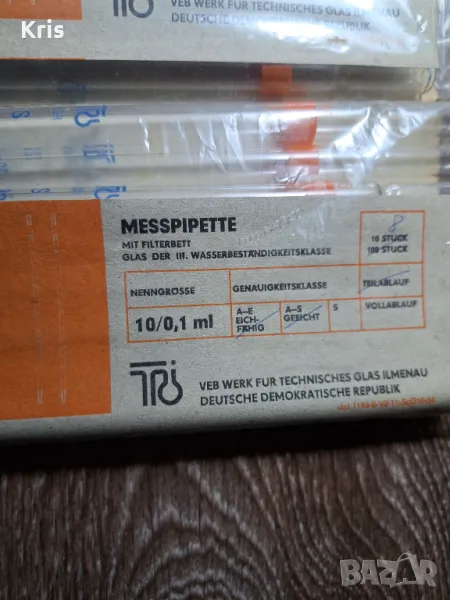 Kris
VEB WERK FÜR TECHNISCHES GLAS ILMENAU
DEUTSCHE DEMOKRATISCHE REPUBLIK
MESSPIPETTE
MIT FILTERBETT
GLAS DER III. WASSERBESTÄNDIGKEITSKLASSE
8
10 STÜCK
100 STÜCK
NENNGRÖSSE
GENAUIGKEITSKLASSE
TEILABLAUF
10/0,1 ml
A–E
EICH-
FÄHIG
A–S
GESICHT
S
VOLLABLAUF
VEB WERK FÜR TECHNISCHES GLAS ILMENAU
DEUTSCHE DEMOKRATISCHE REPUBLIK
BAZAR